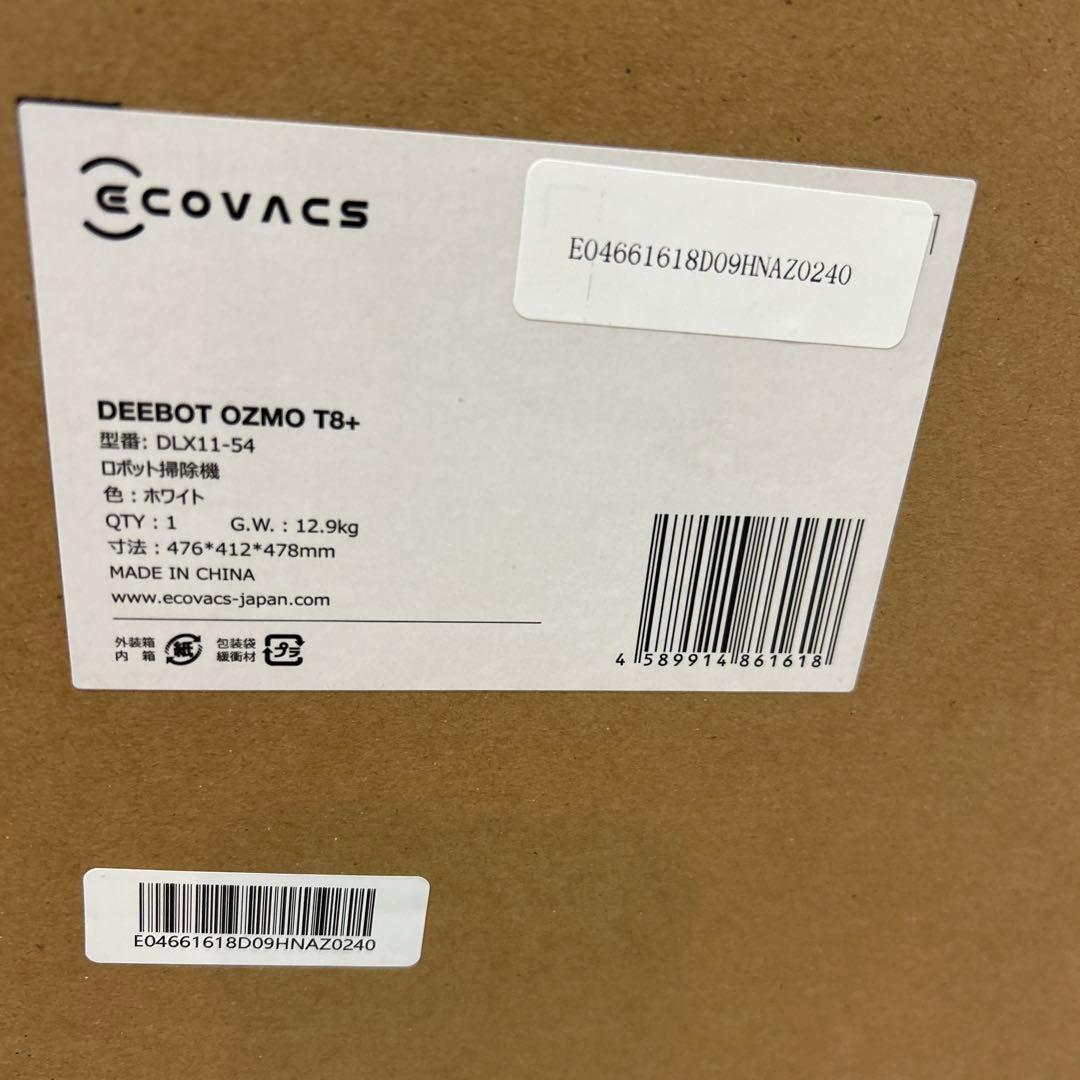 ECOVACS
E04661618D09HNAZ0240
DEEBOT OZMO T8+
型番: DLX11-54
ロボット掃除機
色：ホワイト
QTY : 1 G.W. : 12.9kg
寸法：476*412*478mm
MADE IN CHINA
www.ecovacs-japan.com
外装箱 紙 包装袋 プラ
内 箱 緩衝材
4 589914 861618
E04661618D09HNAZ0240